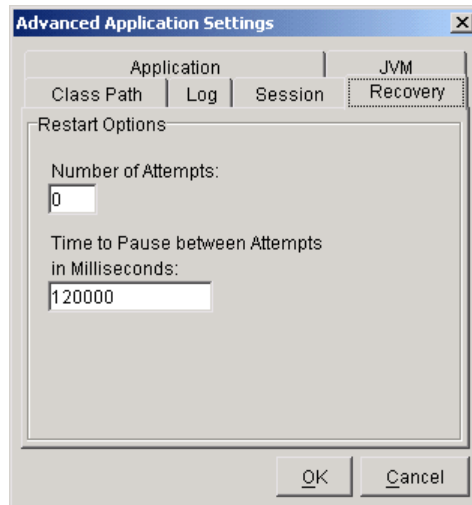 Advanced Application Settings
Application JVM
Class Path Log Session Recovery
Restart Options
Number of Attempts:
0
Time to Pause between Attempts
in Milliseconds:
120000
OK Cancel